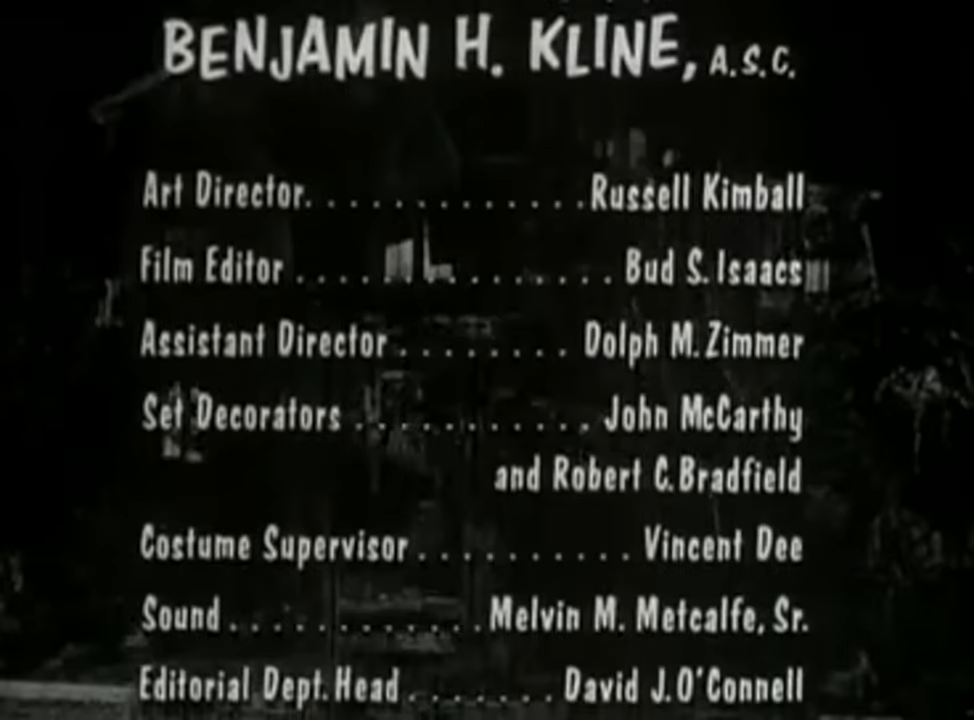 BENJAMIN H. KLINE, A.S.C.
Art Director. . . . . . . . . . . . . .Russell Kimball
Film Editor . . . . . . . . . . . . . . . Bud S. Isaacs
Assistant Director . . . . . . . . Dolph M. Zimmer
Set Decorators . . . . . . . . . . . John McCarthy
and Robert C. Bradfield
Costume Supervisor . . . . . . . . . . Vincent Dee
Sound . . . . . . . . . . . . Melvin M. Metcalfe, Sr.
Editorial Dept. Head . . . . . . . David J. O'Connell